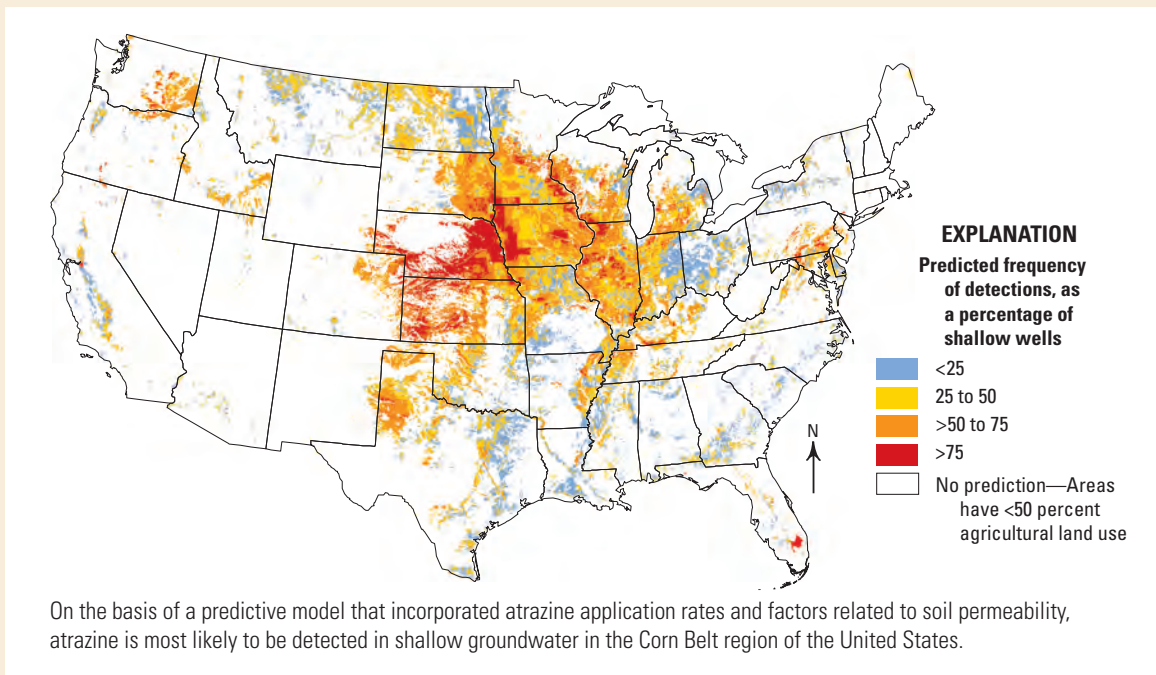 EXPLANATION
Predicted frequency
of detections, as
a percentage of
shallow wells
<25
25 to 50
>50 to 75
>75
No prediction—Areas
have <50 percent
agricultural land use
N
On the basis of a predictive model that incorporated atrazine application rates and factors related to soil permeability,
atrazine is most likely to be detected in shallow groundwater in the Corn Belt region of the United States.